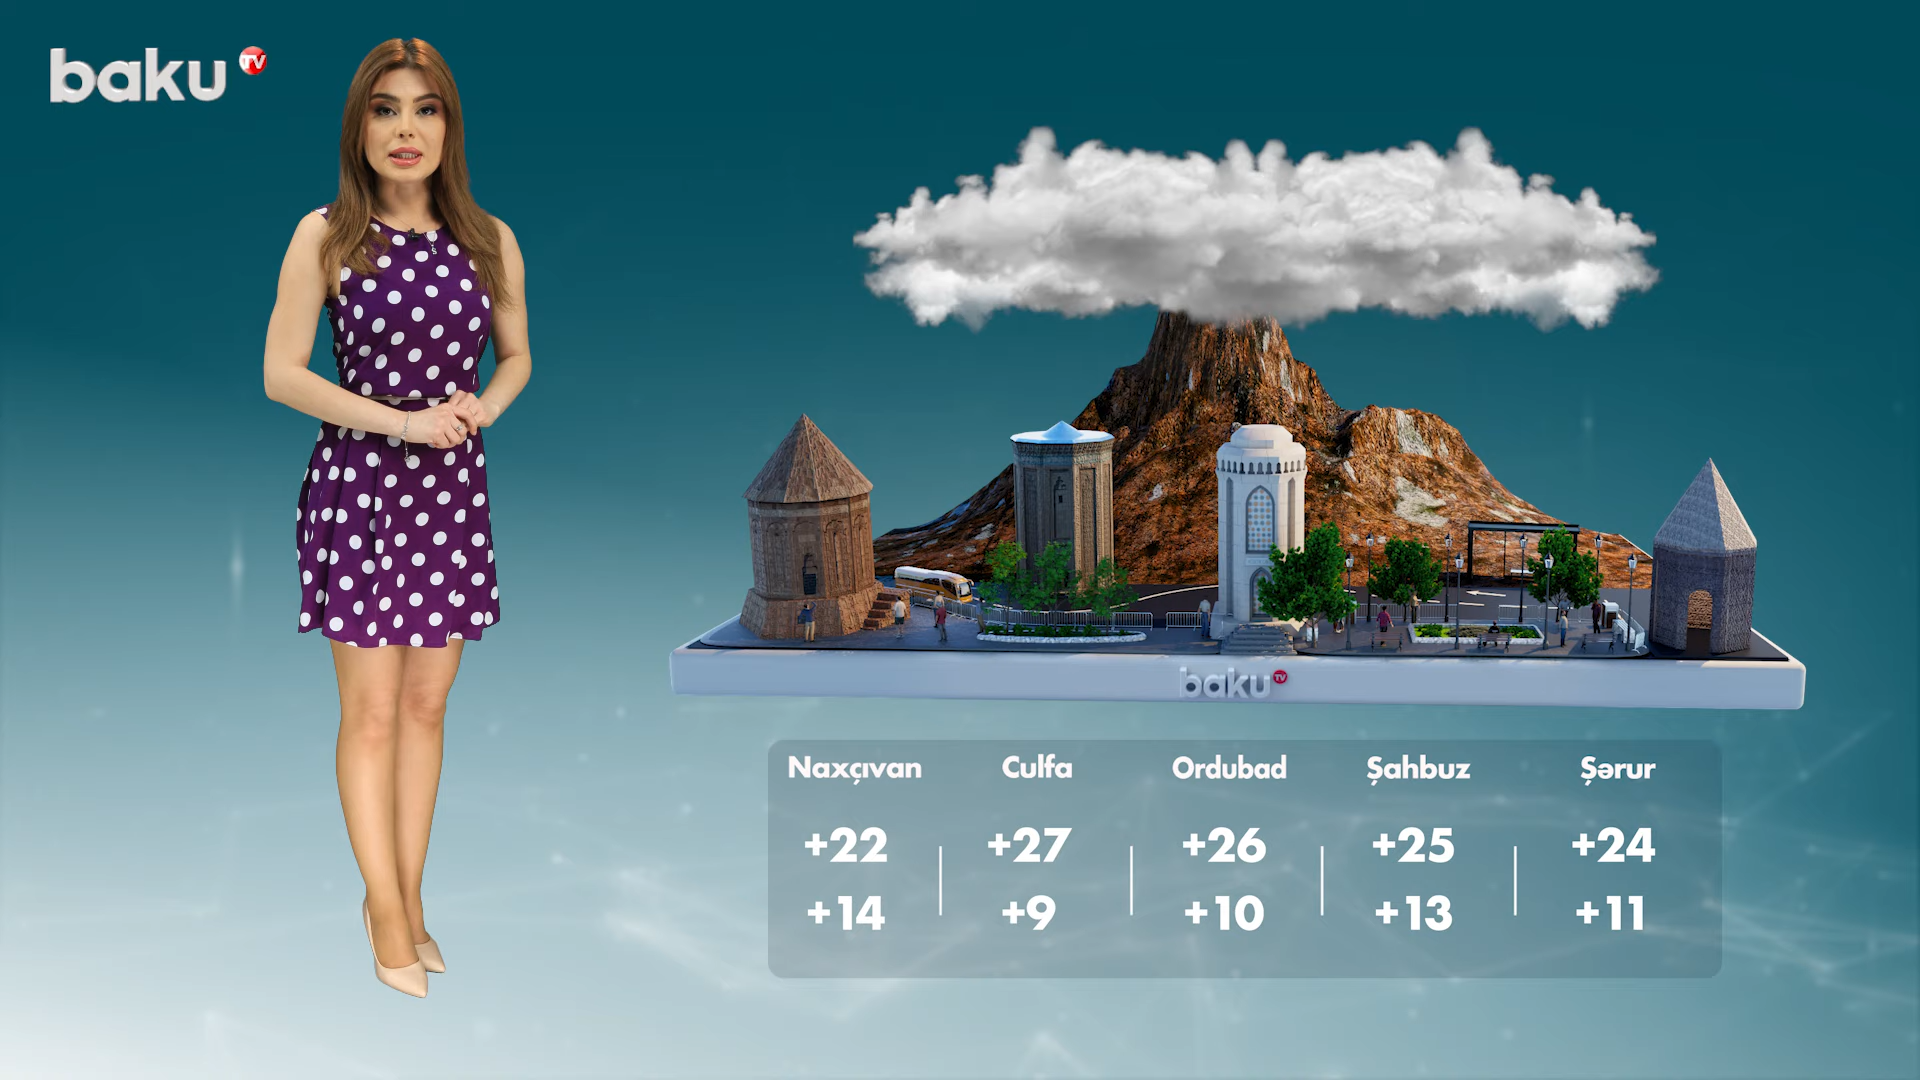 baku TV
baku TV
Naxçıvan Culfa Ordubad Şahbuz Şərur
+22 +27 +26 +25 +24
+14 +9 +10 +13 +11